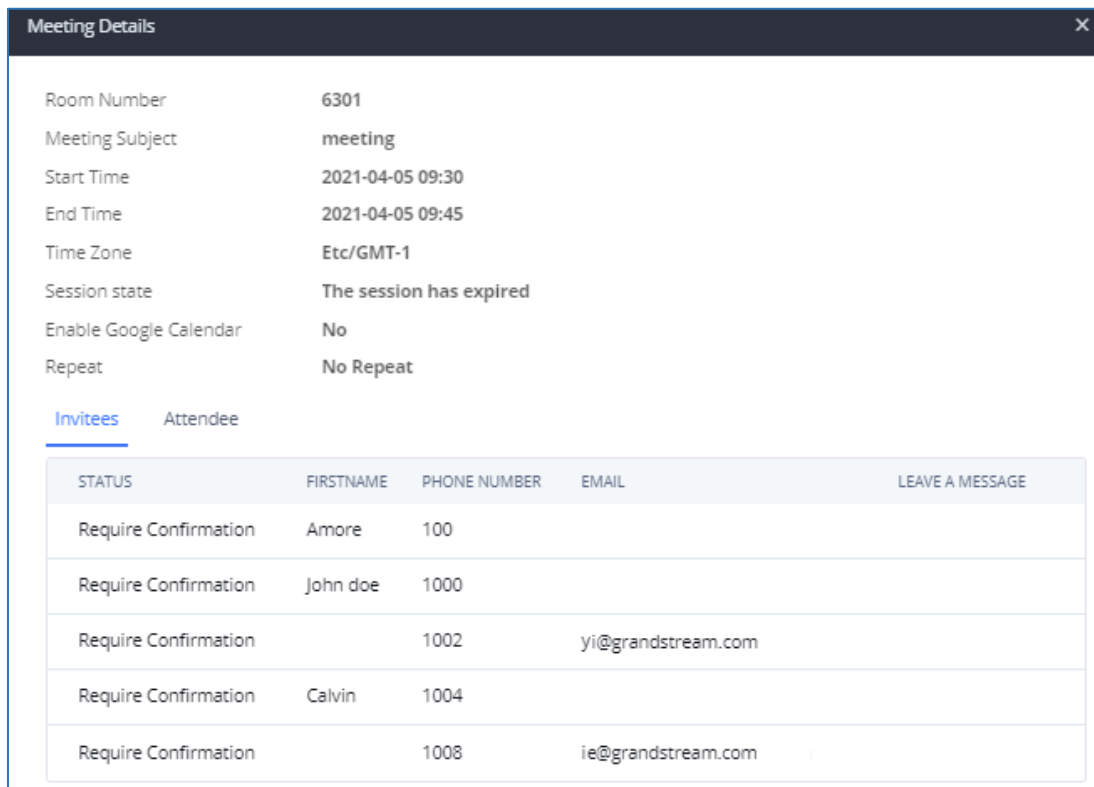 Meeting Details ×
Room Number 6301
Meeting Subject meeting
Start Time 2021-04-05 09:30
End Time 2021-04-05 09:45
Time Zone Etc/GMT-1
Session state The session has expired
Enable Google Calendar No
Repeat No Repeat
Invitees Attendee
STATUS FIRSTNAME PHONE NUMBER EMAIL LEAVE A MESSAGE
Require Confirmation Amore 100
Require Confirmation John doe 1000
Require Confirmation 1002 yi@grandstream.com
Require Confirmation Calvin 1004
Require Confirmation 1008 ie@grandstream.com